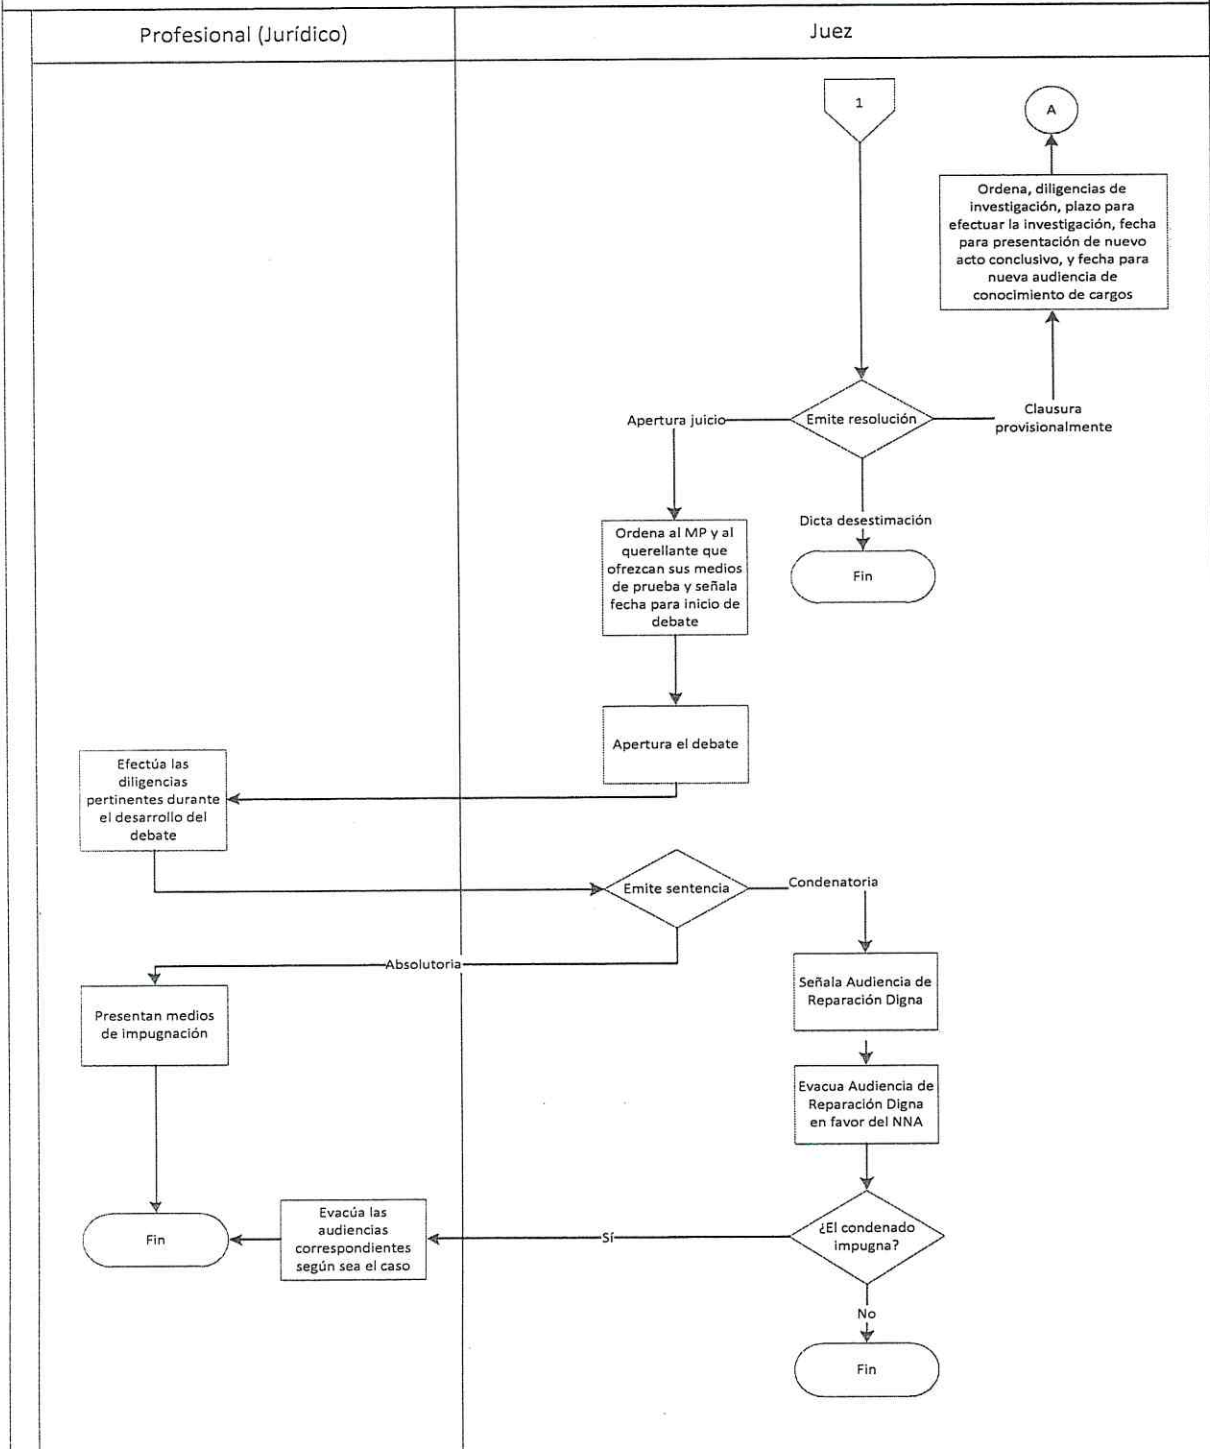 Profesional (Jurídico)
Juez
1
A
Ordena, diligencias de
investigación, plazo para
efectuar la investigación, fecha
para presentación de nuevo
acto conclusivo, y fecha para
nueva audiencia de
conocimiento de cargos
Apertura juicio
Emite resolución
Clausura
provisionalmente
Dicta desestimación
Fin
Ordena al MP y al
querellante que
ofrezcan sus medios
de prueba y señala
fecha para inicio de
debate
Apertura el debate
Efectúa las
diligencias
pertinentes durante
el desarrollo del
debate
Emite sentencia
Condenatoria
Absolutoria
Señala Audiencia de
Reparación Digna
Presentan medios
de impugnación
Evacua Audiencia de
Reparación Digna
en favor del NNA
¿El condenado
impugna?
Sí
Evacúa las
audiencias
correspondientes
según sea el caso
Fin
No
Fin